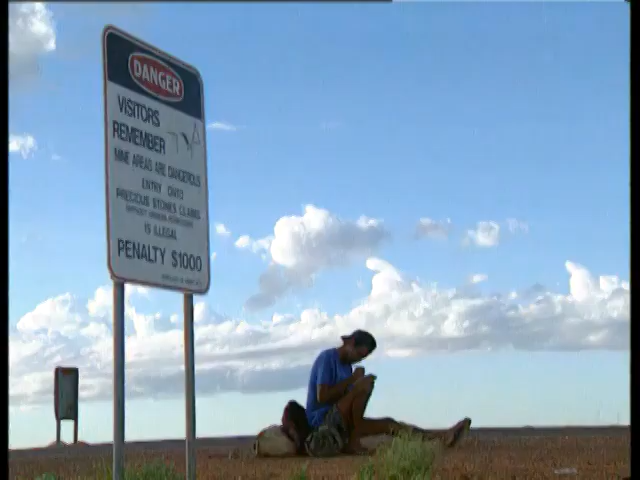 DANGER
VISITORS
REMEMBER
MINE AREAS ARE DANGEROUS
ENTRY ONTO
PRECIOUS STONES CLAIMS
IS ILLEGAL
PENALTY $1000